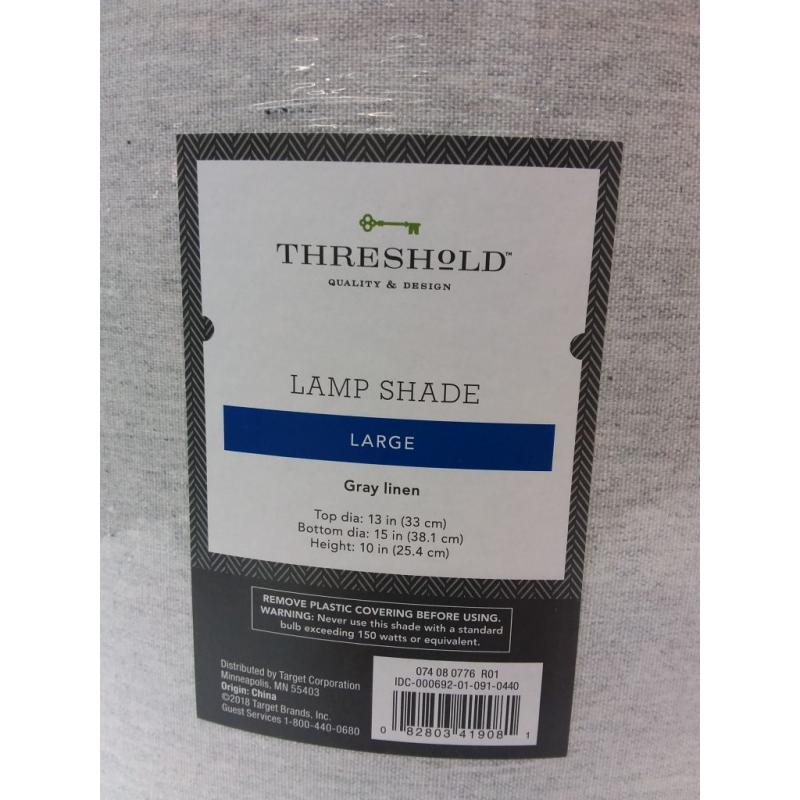 THRESHOLD™
QUALITY & DESIGN
LAMP SHADE
LARGE
Gray linen
Top dia: 13 in (33 cm)
Bottom dia: 15 in (38.1 cm)
Height: 10 in (25.4 cm)
REMOVE PLASTIC COVERING BEFORE USING.
WARNING: Never use this shade with a standard
bulb exceeding 150 watts or equivalent.
Distributed by Target Corporation
Minneapolis, MN 55403
Origin: China
©2018 Target Brands, Inc.
Guest Services 1-800-440-0680
074 08 0776 R01
IDC-000692-01-091-0440
0 82803 41908 1